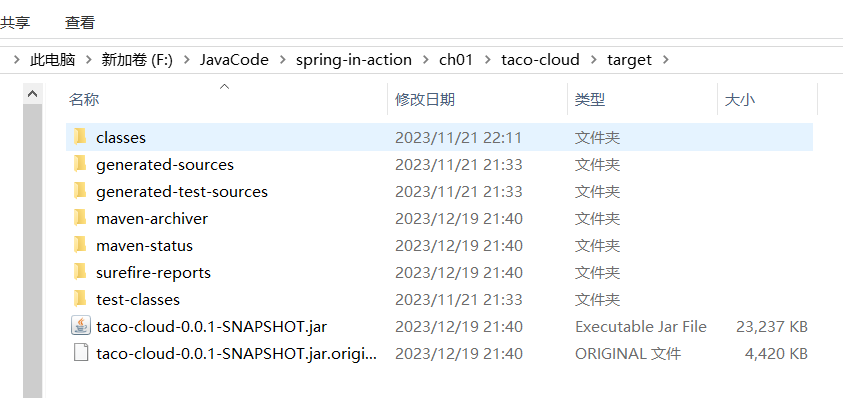 共享 查看
此电脑 > 新加卷 (F:) > JavaCode > spring-in-action > ch01 > taco-cloud > target >
名称 修改日期 类型 大小
classes 2023/11/21 22:11 文件夹
generated-sources 2023/11/21 21:33 文件夹
generated-test-sources 2023/11/21 21:33 文件夹
maven-archiver 2023/12/19 21:40 文件夹
maven-status 2023/12/19 21:40 文件夹
surefire-reports 2023/12/19 21:40 文件夹
test-classes 2023/11/21 21:33 文件夹
taco-cloud-0.0.1-SNAPSHOT.jar 2023/12/19 21:40 Executable Jar File 23,237 KB
taco-cloud-0.0.1-SNAPSHOT.jar.origi... 2023/12/19 21:40 ORIGINAL 文件 4,420 KB